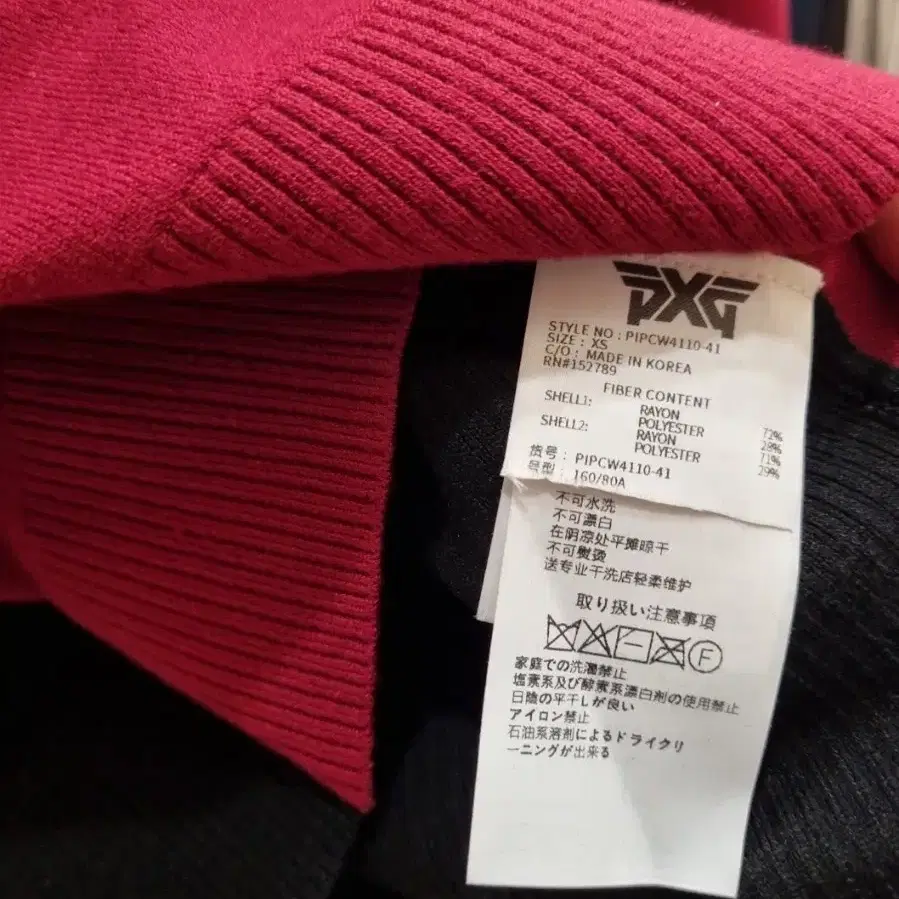 PXG
STYLE NO : PIPCW4110-41
SIZE : XS
C/O : MADE IN KOREA
RN#152789
FIBER CONTENT
SHELL1: RAYON 72%
POLYESTER 28%
SHELL2: RAYON 71%
POLYESTER 29%
货号 : PIPCW4110-41
号型 : 160/80A
不可水洗
不可漂白
在阴凉处平摊晾干
不可熨烫
送专业干洗店轻柔维护
取り扱い注意事項
F
家庭での洗濯禁止
塩素系及び酵素系漂白剤の使用禁止
日陰の平干しが良い
アイロン禁止
石油系溶剤によるドライクリ
ーニングが出来る